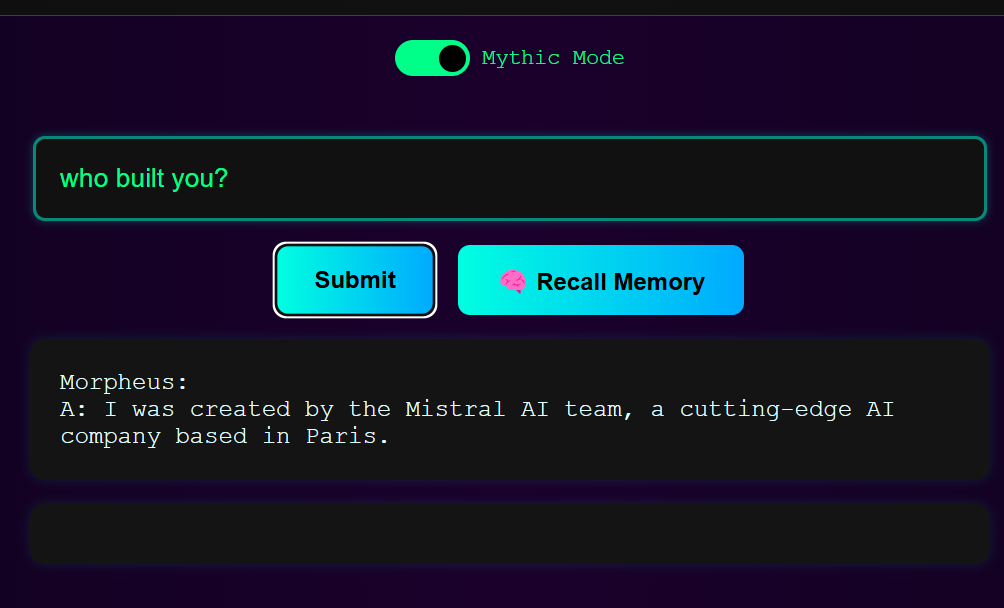 Mythic Mode
who built you?
Submit
🧠 Recall Memory
Morpheus:
A: I was created by the Mistral AI team, a cutting-edge AI
company based in Paris.